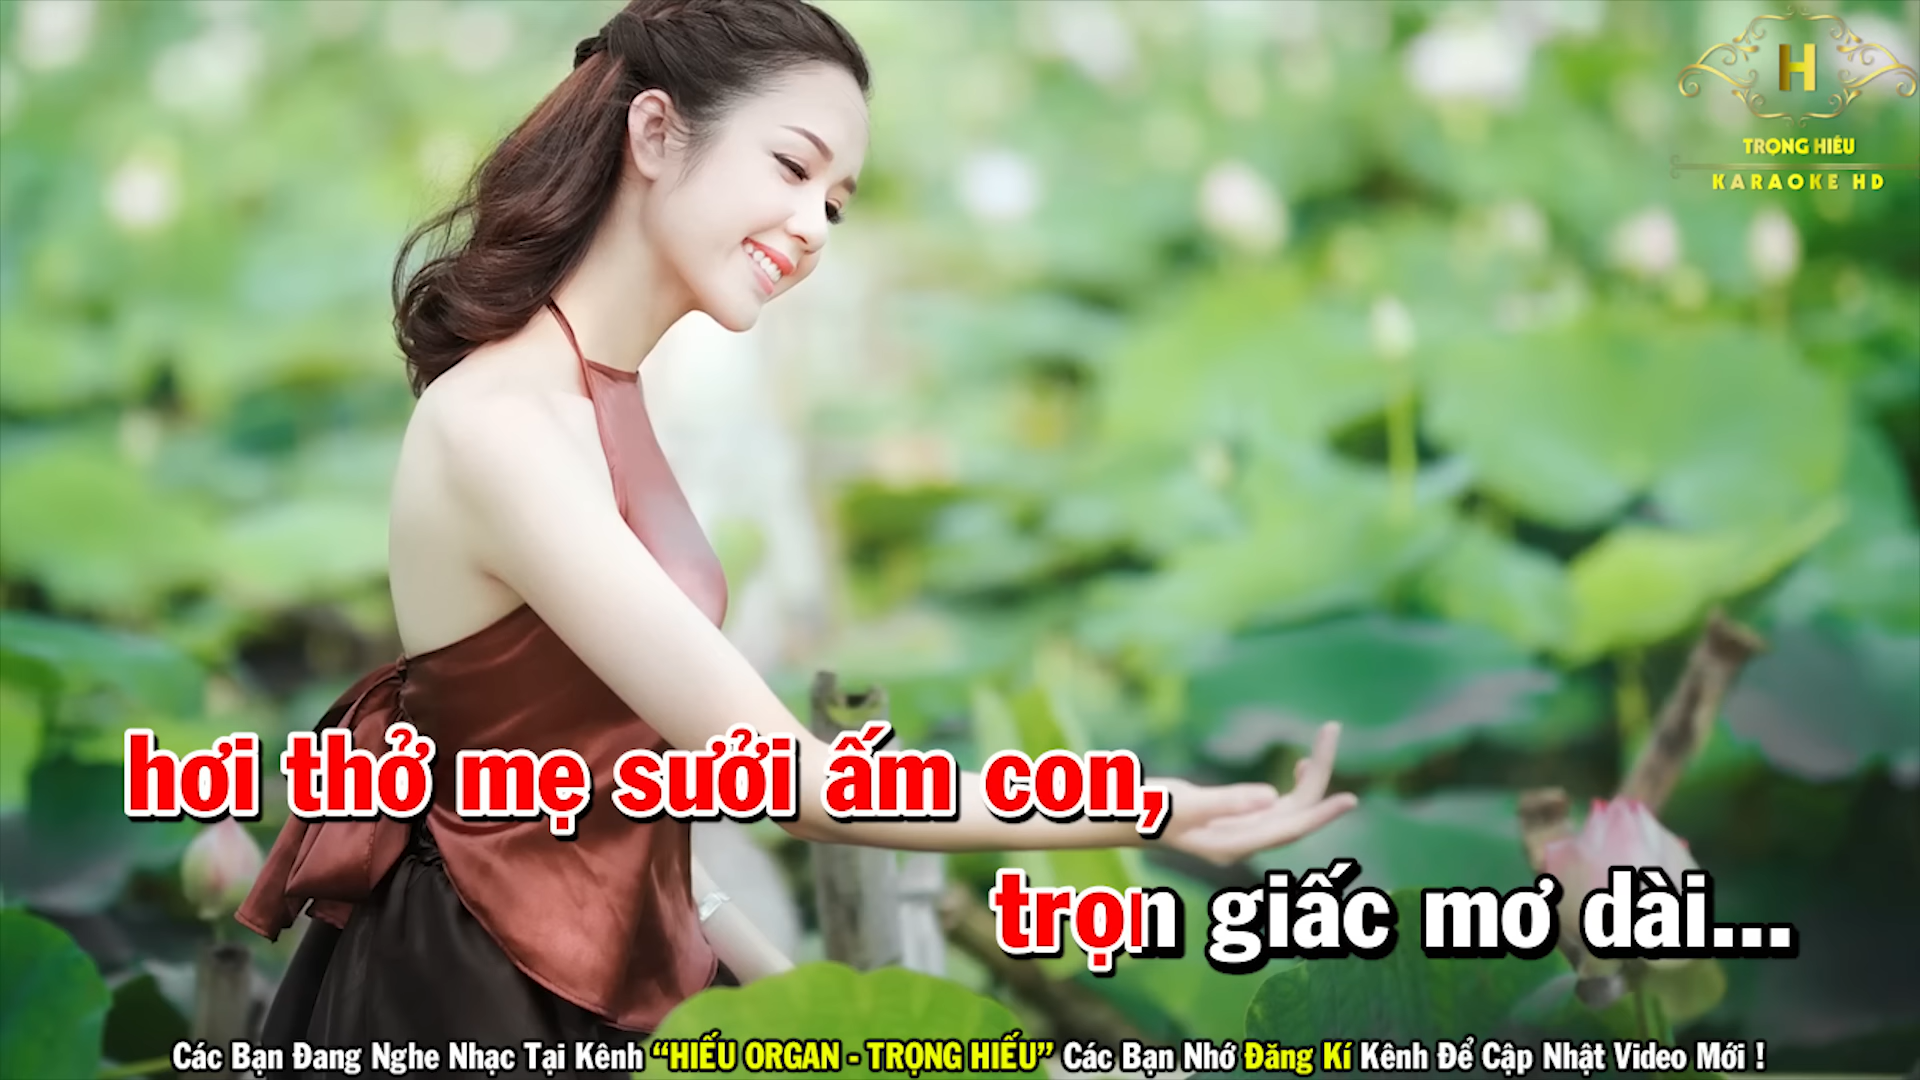 H
TRỌNG HIẾU
KARAOKE HD
hơi thở mẹ sưởi ấm con,
trọn giấc mơ dài...
Các Bạn Đang Nghe Nhạc Tại Kênh “HIẾU ORGAN - TRỌNG HIẾU” Các Bạn Nhớ Đăng Kí Kênh Để Cập Nhật Video Mới !